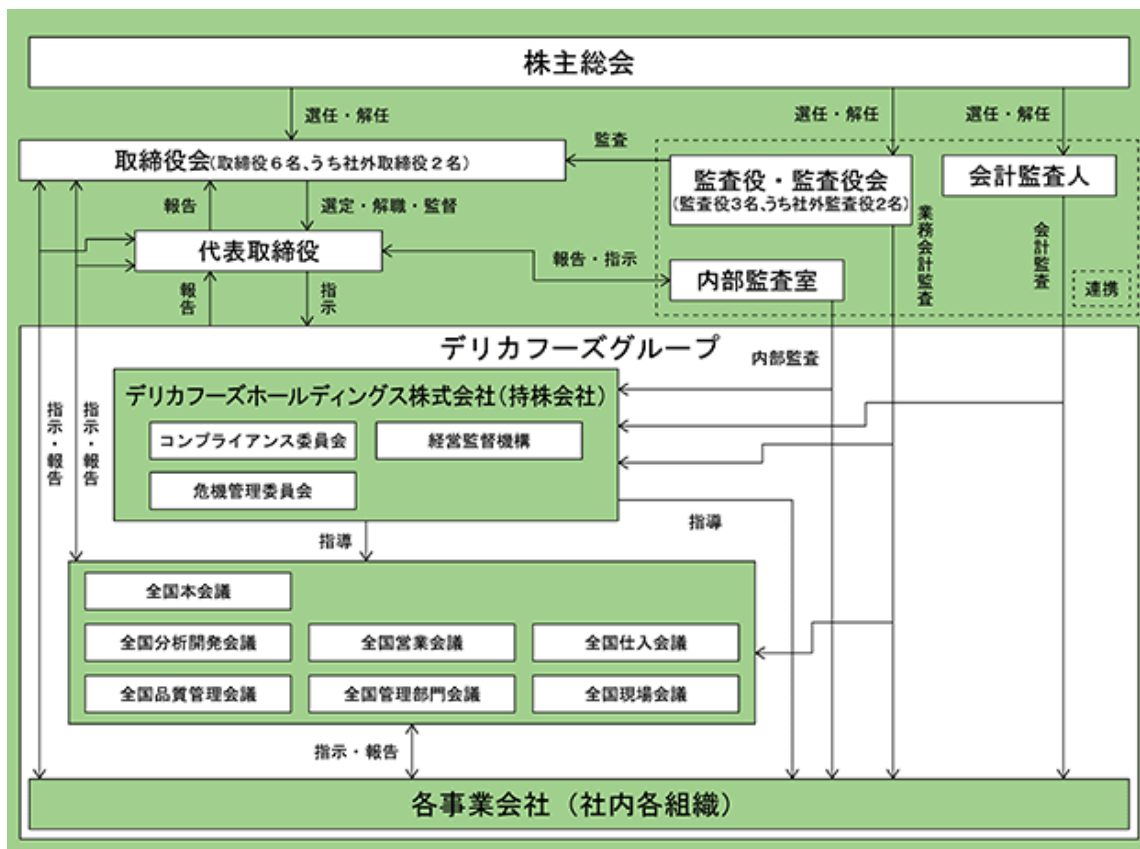 株主総会
選任・解任
選任・解任
選任・解任
取締役会(取締役6名、うち社外取締役2名)
監査
監査役・監査役会
(監査役3名、うち社外監査役2名)
会計監査人
報告
選定・解職・監督
業務会計監査
会計監査
代表取締役
報告・指示
内部監査室
連携
報告
指示
デリカフーズグループ
内部監査
デリカフーズホールディングス株式会社(持株会社)
指示・報告
指示・報告
コンプライアンス委員会
経営監督機構
危機管理委員会
指導
指導
全国本会議
全国分析開発会議
全国営業会議
全国仕入会議
全国品質管理会議
全国管理部門会議
全国現場会議
指示・報告
各事業会社(社内各組織)